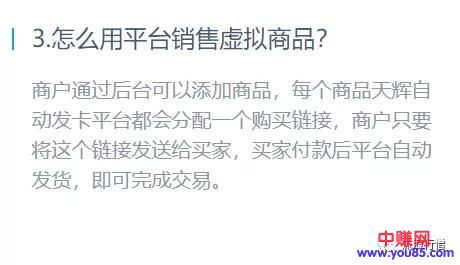 3.怎么用平台销售虚拟商品?
商户通过后台可以添加商品，每个商品天辉自
动发卡平台都会分配一个购买链接，商户只要
将这个链接发送给买家，买家付款后平台自动
发货，即可完成交易。
中赚网
www.you85.com